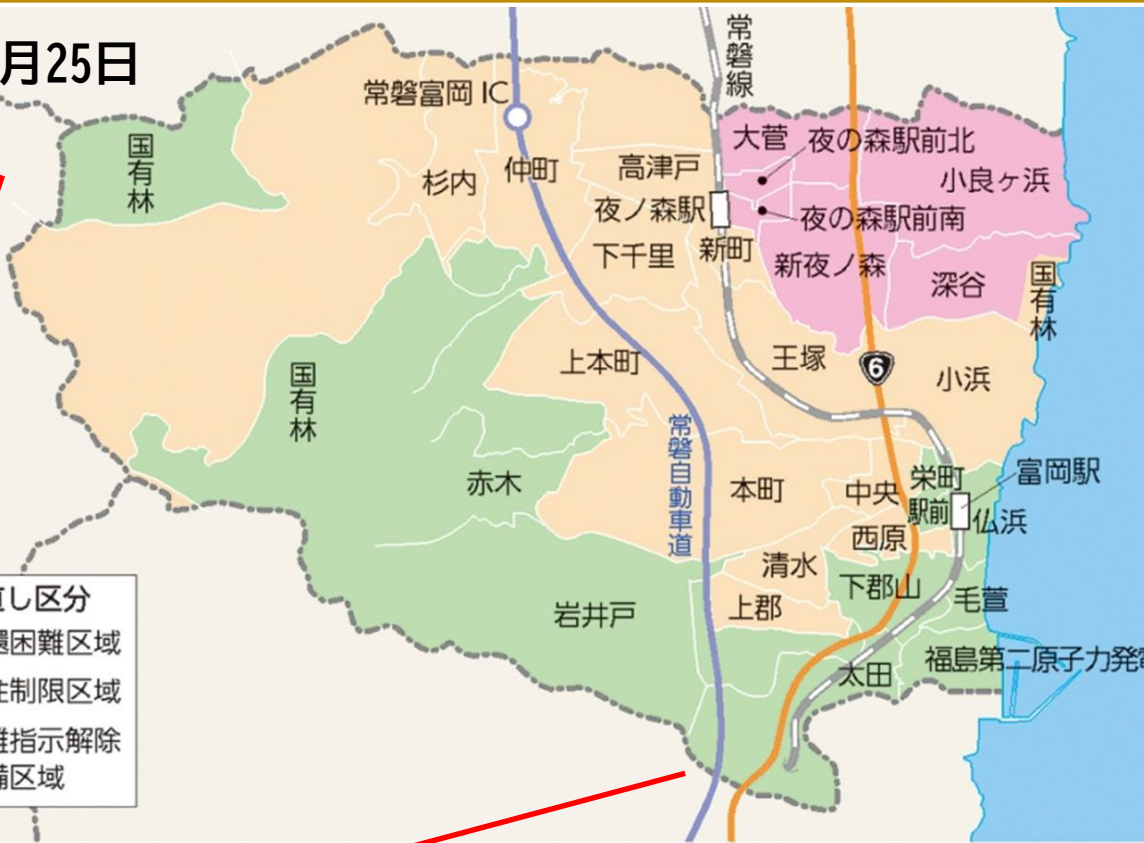 月25日
常磐線
常磐富岡 IC
国有林
大菅
夜の森駅前北
杉内
仲町
高津戸
小良ヶ浜
夜ノ森駅
夜の森駅前南
下千里
新町
新夜ノ森
深谷
国有林
上本町
王塚
6
小浜
国有林
常磐自動車道
赤木
本町
中央
栄町
富岡駅
駅前
仏浜
西原
清水
下郡山
毛萱
上郡
岩井戸
太田
福島第二原子力発電
直し区分
還困難区域
住制限区域
難指示解除
備区域